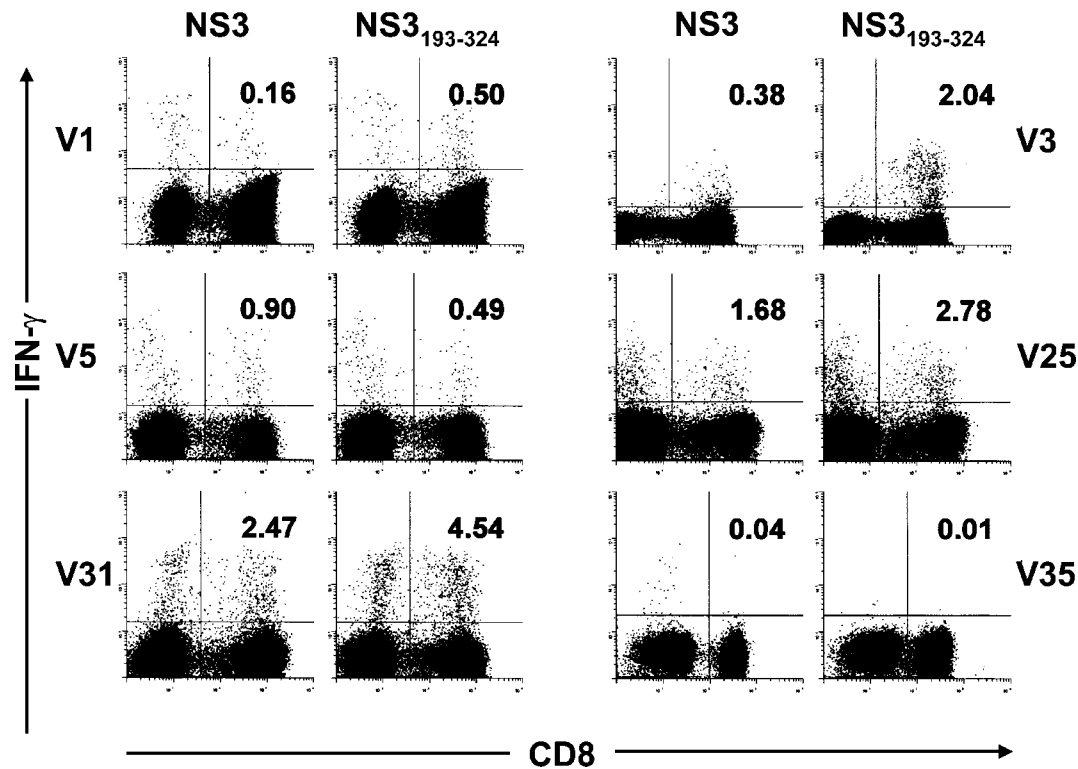 NS3 NS3193-324 NS3 NS3193-324
V1 0.16 0.50 0.38 2.04 V3
V5 0.90 0.49 1.68 2.78 V25
V31 2.47 4.54 0.04 0.01 V35
IFN-γ
CD8